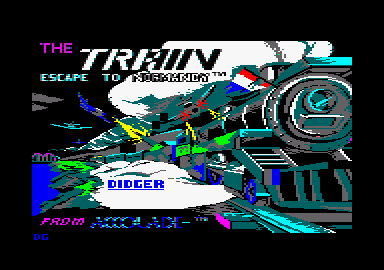 THE
TRAIN
ESCAPE TO NORMANDY™
DIDGER
FROM ACCOLADE™
DG